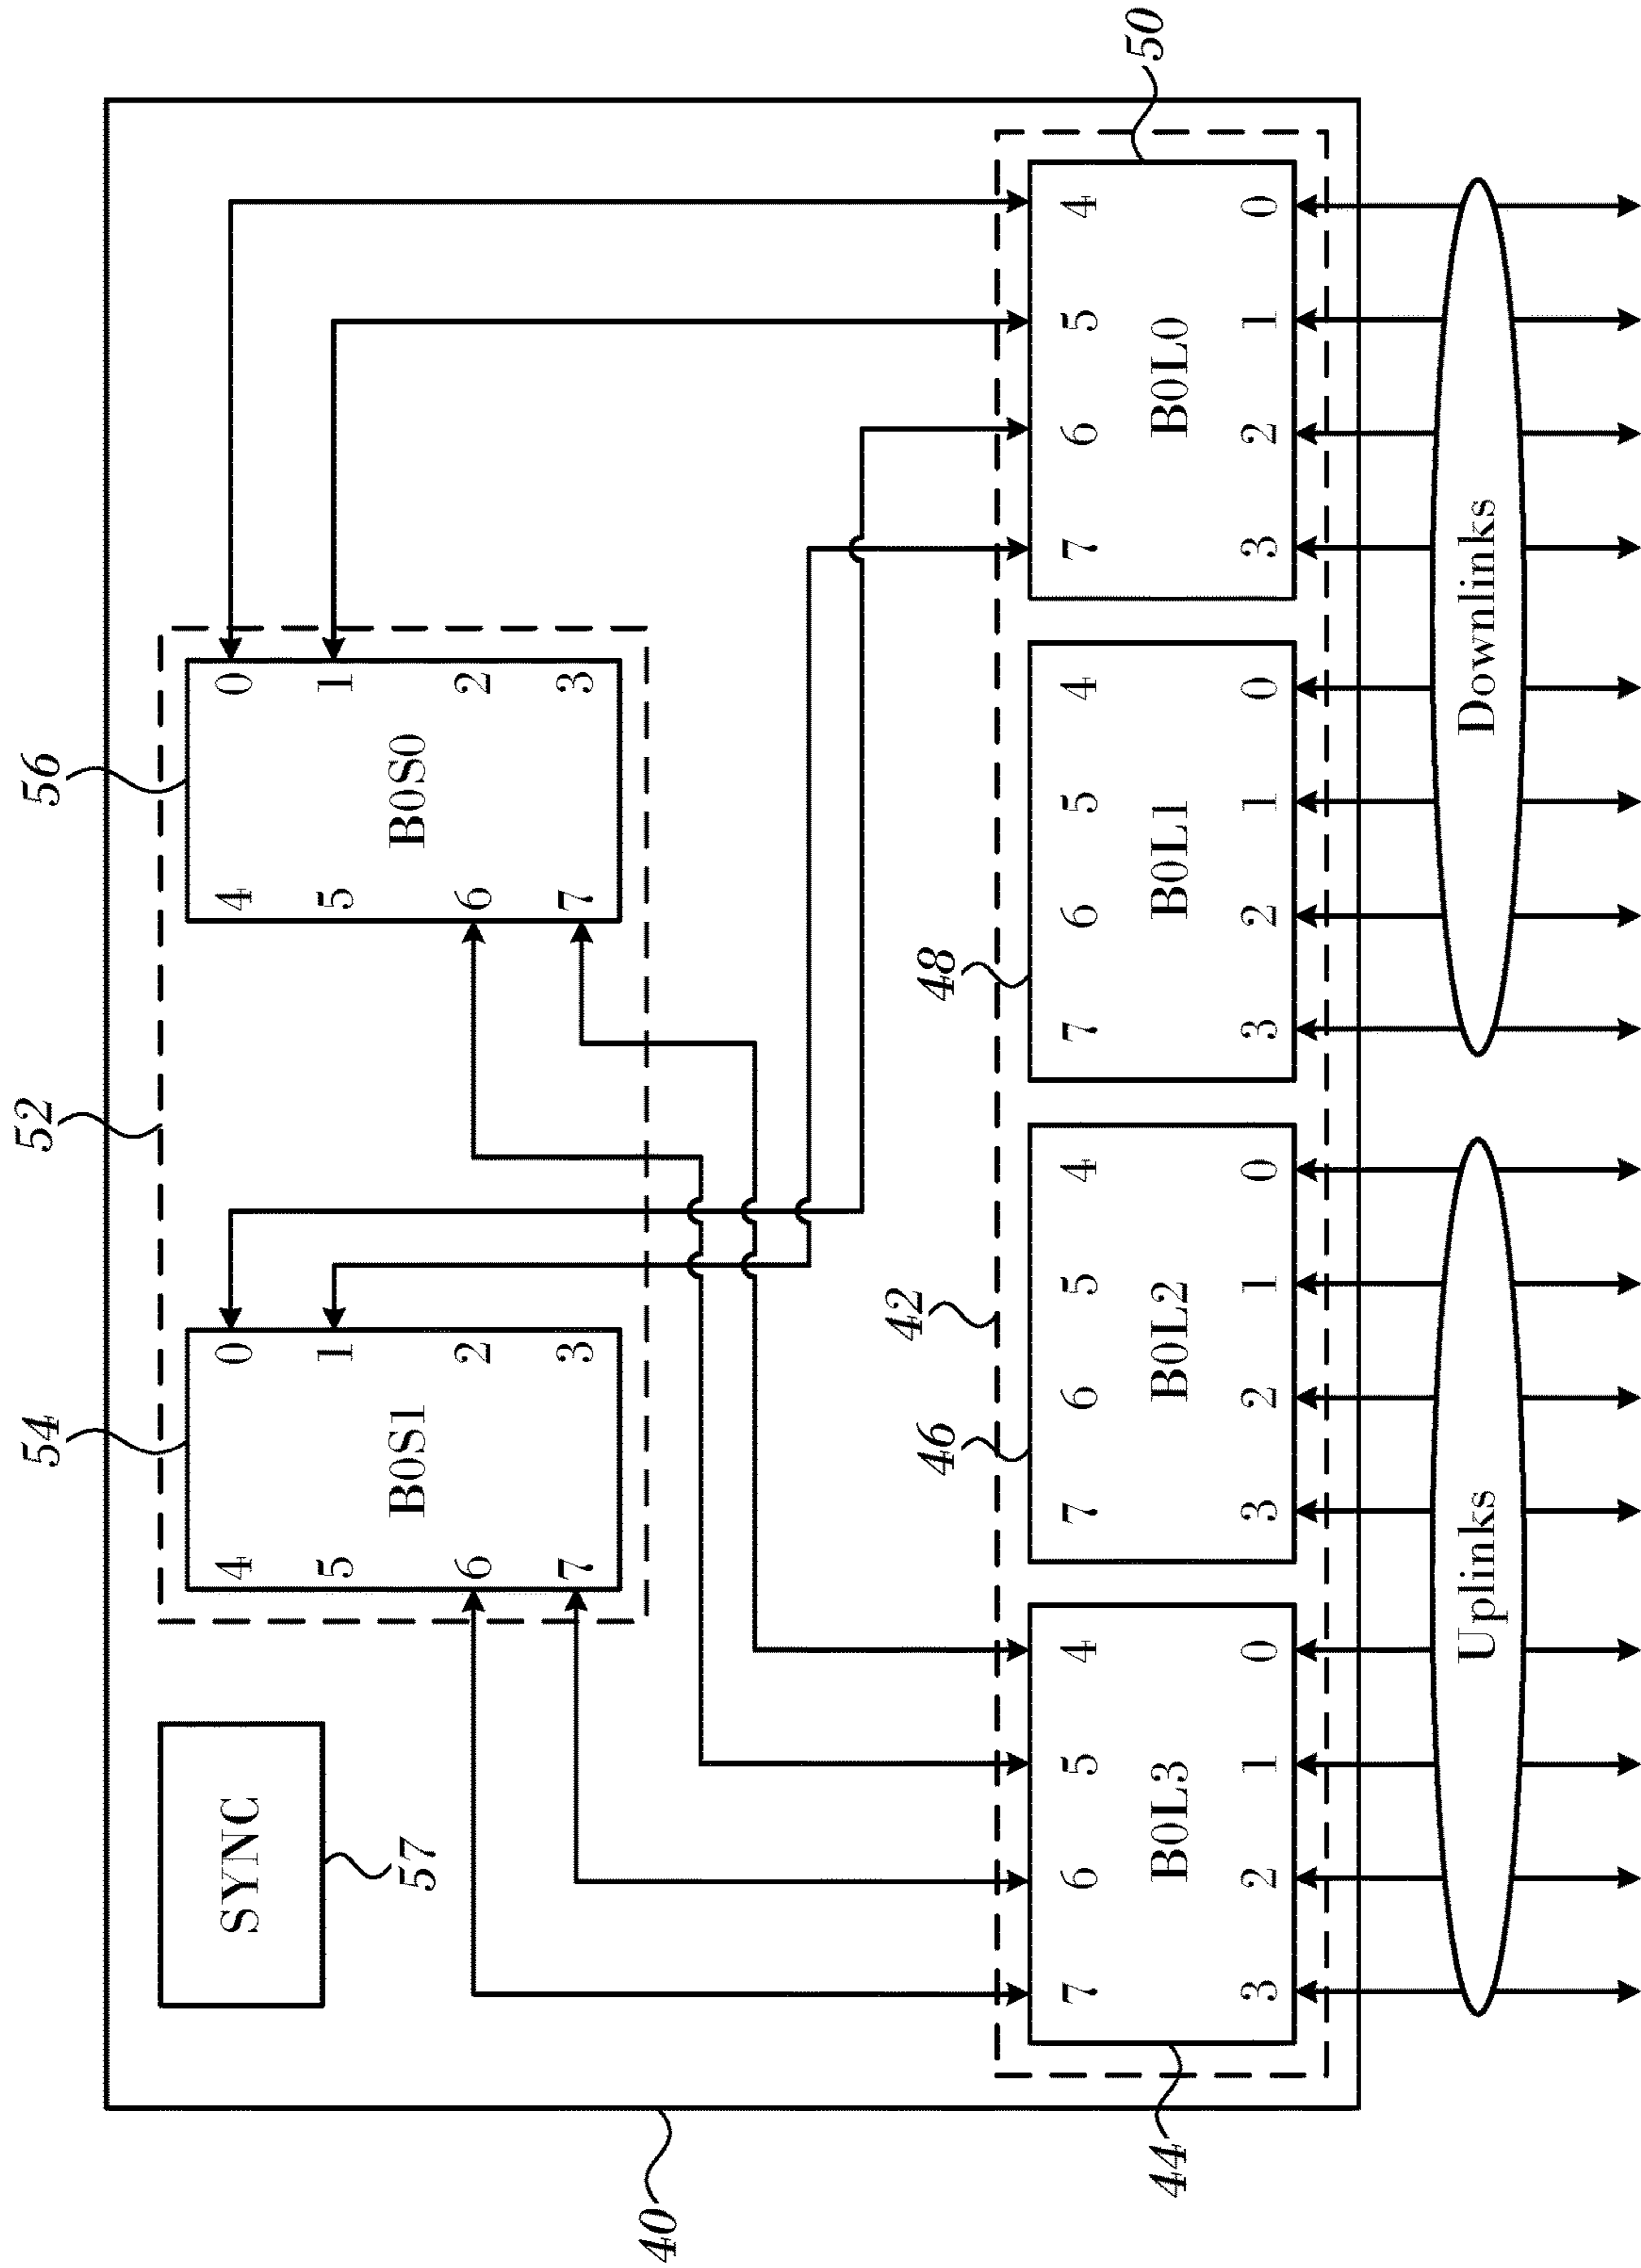 54 52 56
SYNC 4 0 4 0
5 1 5 1
57 B0S1 B0S0
6 2 6 2
7 3 7 3
40
42
46 48
7 6 5 4 7 6 5 4 7 6 5 4 7 6 5 4
44 B0L3 B0L2 B0L1 B0L0 50
3 2 1 0 3 2 1 0 3 2 1 0 3 2 1 0
Uplinks Downlinks